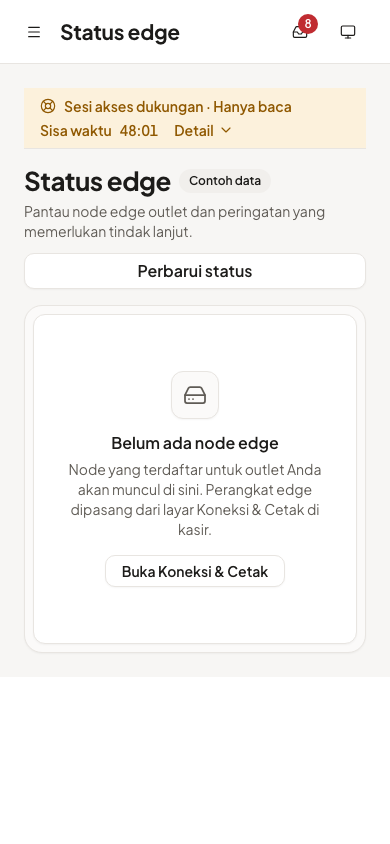 Status edge
8
Sesi akses dukungan · Hanya baca
Sisa waktu 48:01 Detail
Status edge Contoh data
Pantau node edge outlet dan peringatan yang
memerlukan tindak lanjut.
Perbarui status
Belum ada node edge
Node yang terdaftar untuk outlet Anda
akan muncul di sini. Perangkat edge
dipasang dari layar Koneksi & Cetak di
kasir.
Buka Koneksi & Cetak